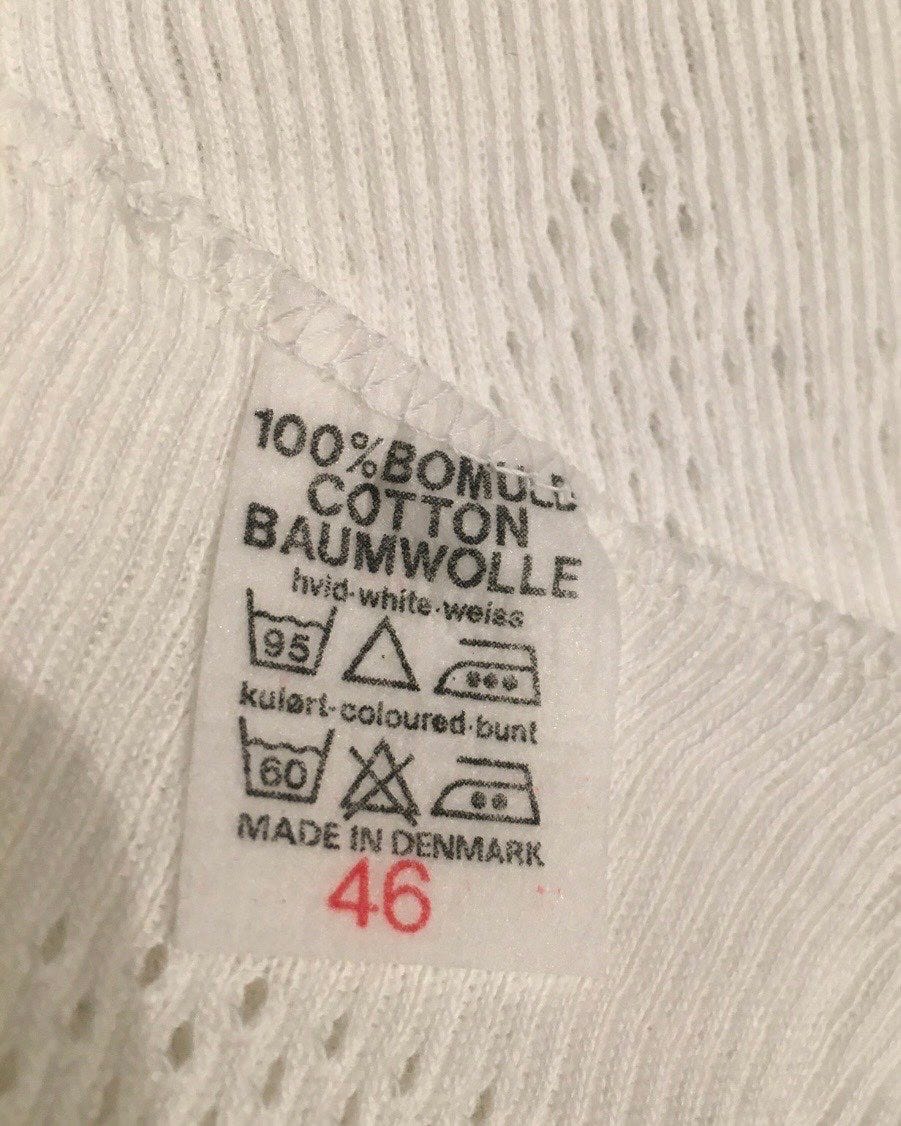 100% BOMULD
COTTON
BAUMWOLLE
hvid-white-weiss
95
kulørt-coloured-bunt
60
MADE IN DENMARK
46